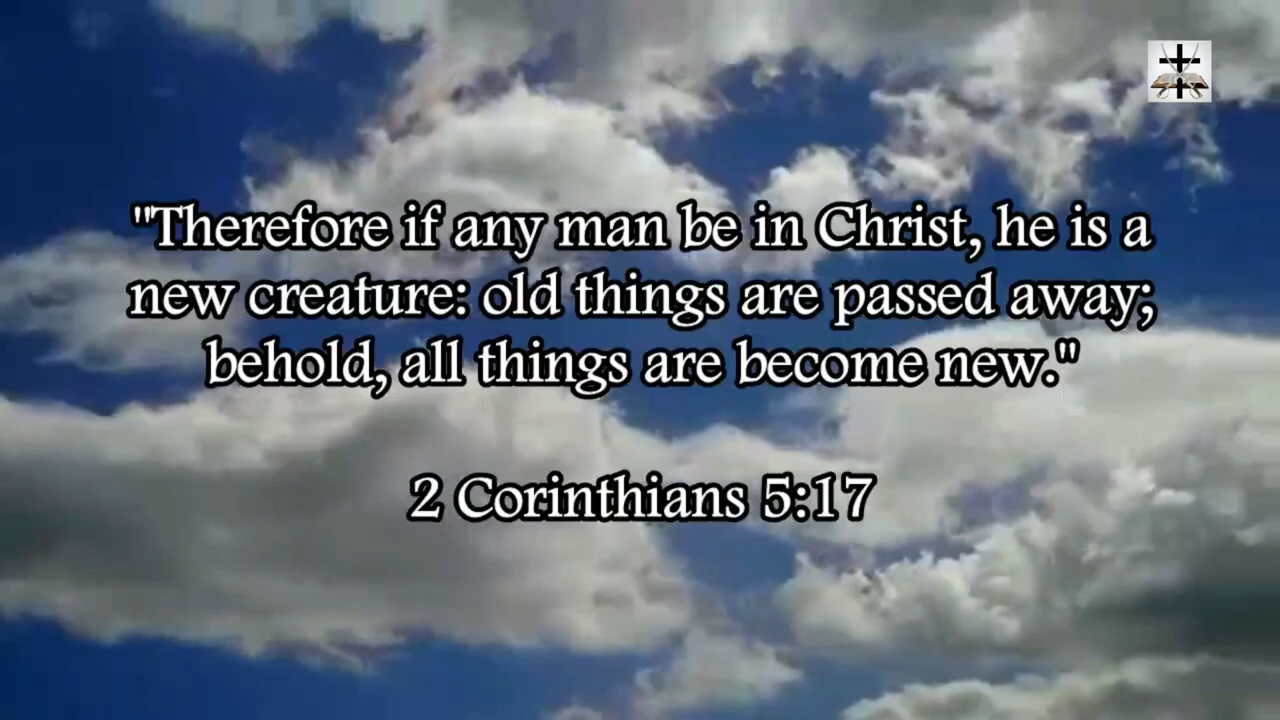 "Therefore if any man be in Christ, he is a
new creature: old things are passed away;
behold, all things are become new."
2 Corinthians 5:17